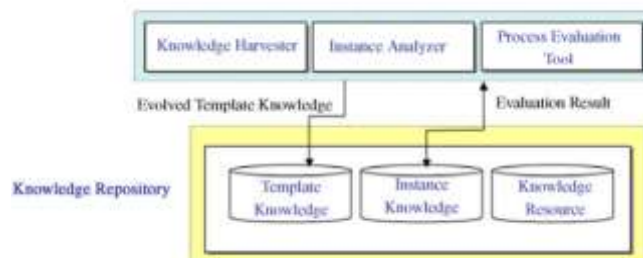 Knowledge Harvester
Instance Analyzer
Process Evaluation
Tool
Evolved Template Knowledge
Evaluation Result
Knowledge Repository
Template
Knowledge
Instance
Knowledge
Knowledge
Resource